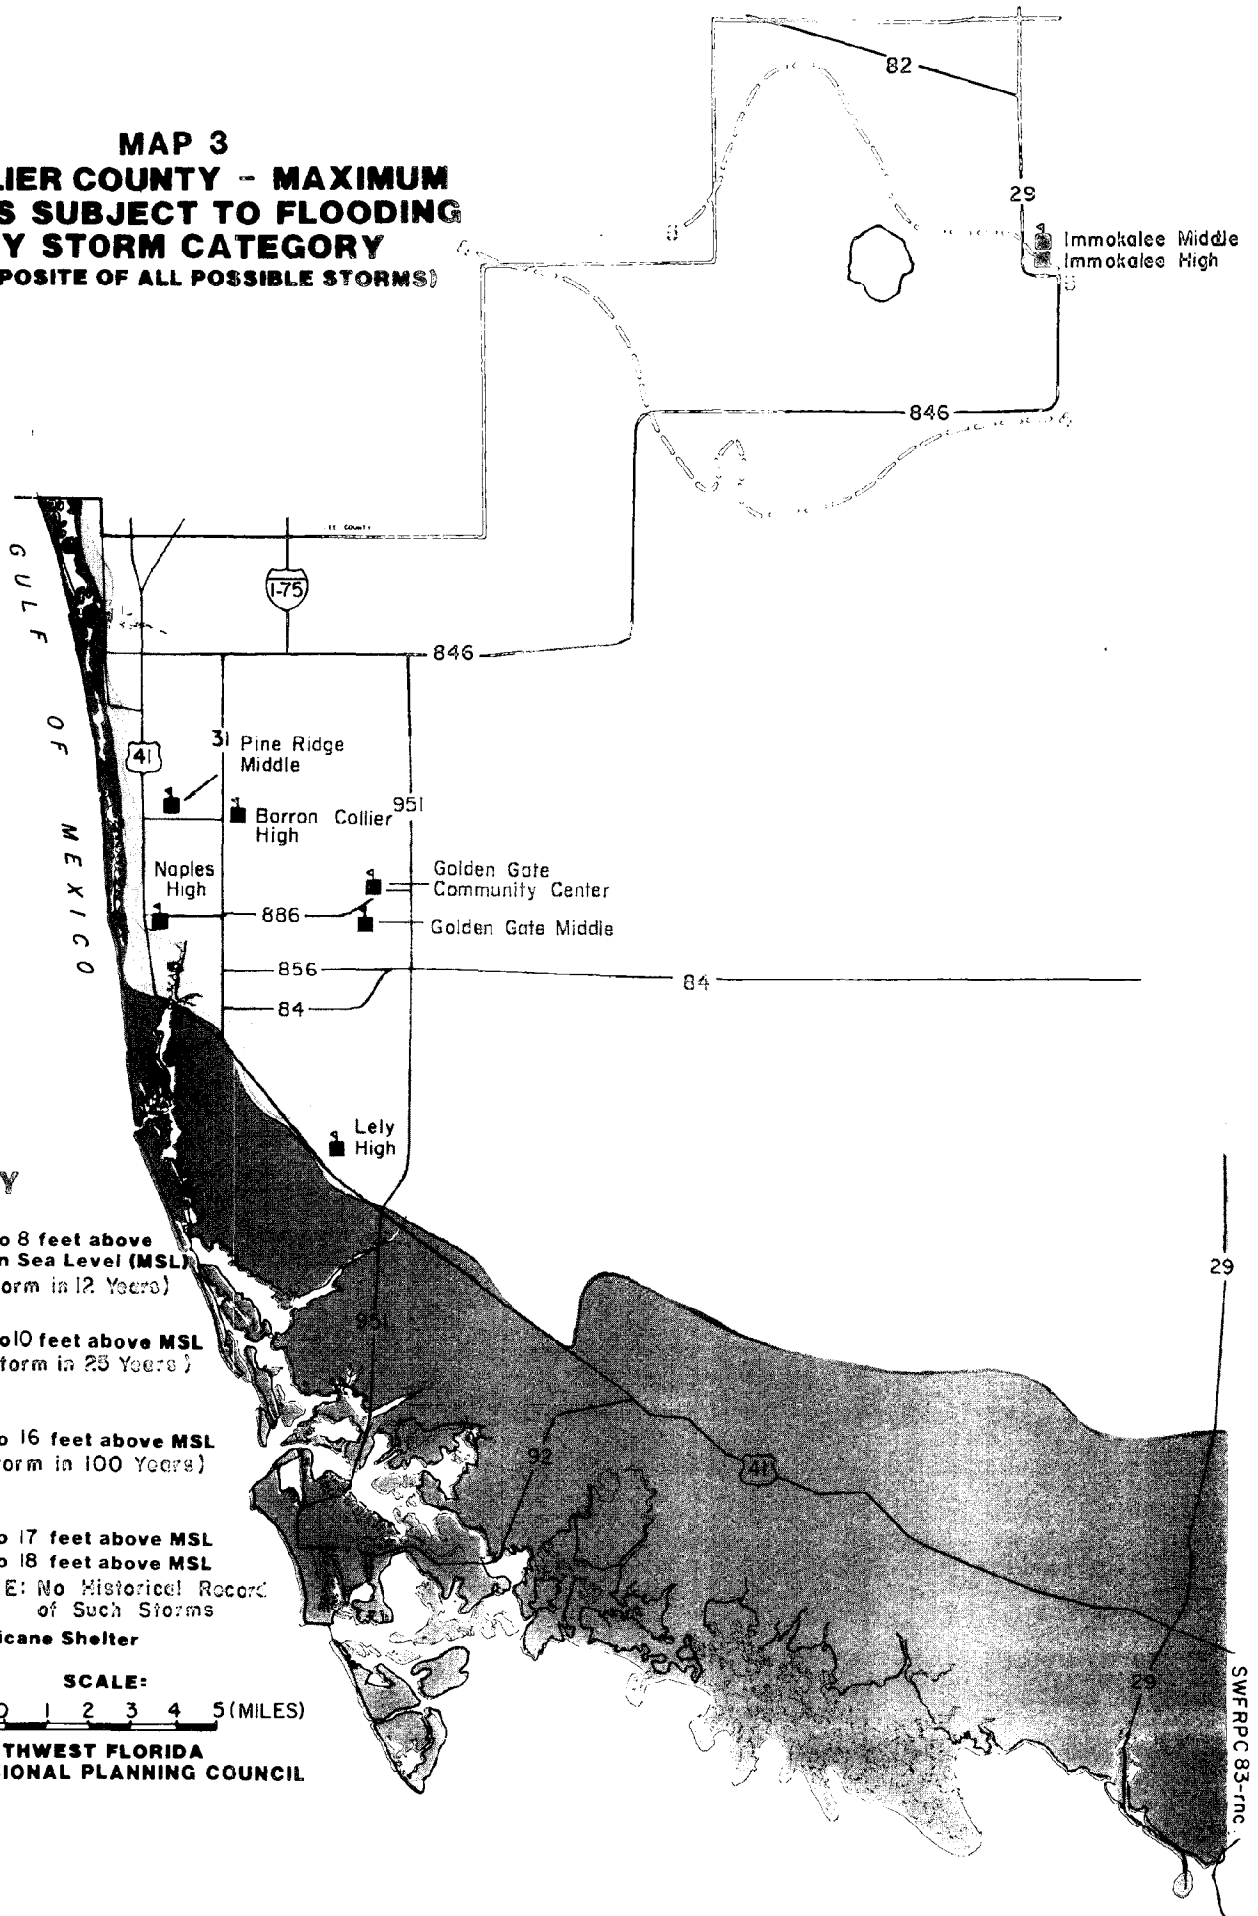 MAP 3
LIER COUNTY - MAXIMUM
S SUBJECT TO FLOODING
Y STORM CATEGORY
POSITE OF ALL POSSIBLE STORMS)
82
29
Immokalee Middle
Immokalee High
846
COUNTY
I-75
GULF OF MEXICO
846
41
31
Pine Ridge
Middle
951
Barron Collier
High
Naples
High
Golden Gate
Community Center
886
Golden Gate Middle
856
84
84
Lely
High
Y
o 8 feet above
n Sea Level (MSL)
orm in 12 Years)
29
951
o 10 feet above MSL
torm in 25 Years)
o 16 feet above MSL
orm in 100 Years)
92
41
o 17 feet above MSL
o 18 feet above MSL
E: No Historical Record
of Such Storms
icane Shelter
29
SCALE:
0 1 2 3 4 5 (MILES)
THWEST FLORIDA
IONAL PLANNING COUNCIL
SWFRPC 83-rnc